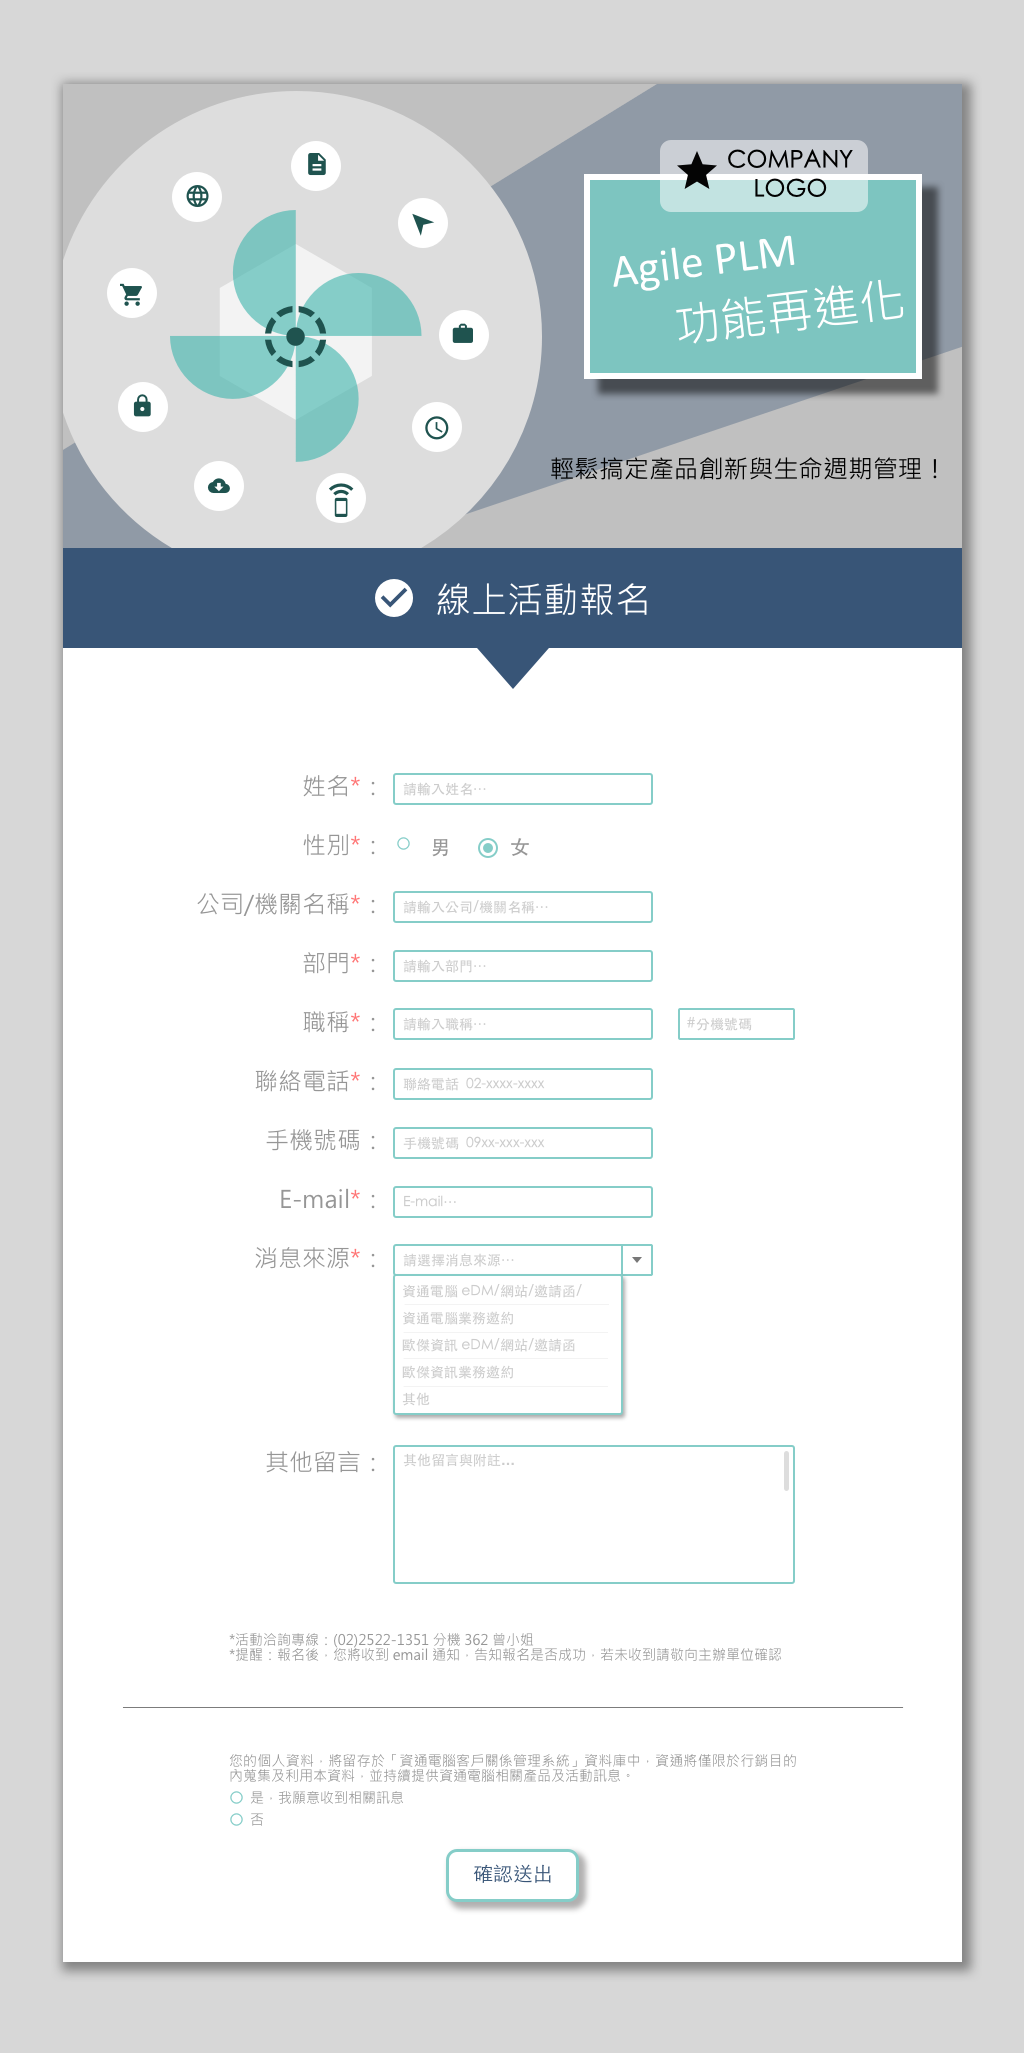 COMPANY
LOGO
Agile PLM
功能再進化
輕鬆搞定產品創新與生命週期管理！
線上活動報名
姓名*： 請輸入姓名…
性別*： 男 女
公司/機關名稱*： 請輸入公司/機關名稱…
部門*： 請輸入部門…
職稱*： 請輸入職稱… #分機號碼
聯絡電話*： 聯絡電話 02-xxxx-xxxx
手機號碼： 手機號碼 09xx-xxx-xxx
E-mail*： E-mail…
消息來源*： 請選擇消息來源…
資通電腦 eDM/網站/邀請函/
資通電腦業務邀約
歐傑資訊 eDM/網站/邀請函
歐傑資訊業務邀約
其他
其他留言： 其他留言與附註...
*活動洽詢專線：(02)2522-1351 分機 362 曾小姐
*提醒：報名後，您將收到 email 通知，告知報名是否成功，若未收到請敬向主辦單位確認
您的個人資料，將留存於「資通電腦客戶關係管理系統」資料庫中，資通將僅限於行銷目的
內蒐集及利用本資料，並持續提供資通電腦相關產品及活動訊息。
是，我願意收到相關訊息
否
確認送出